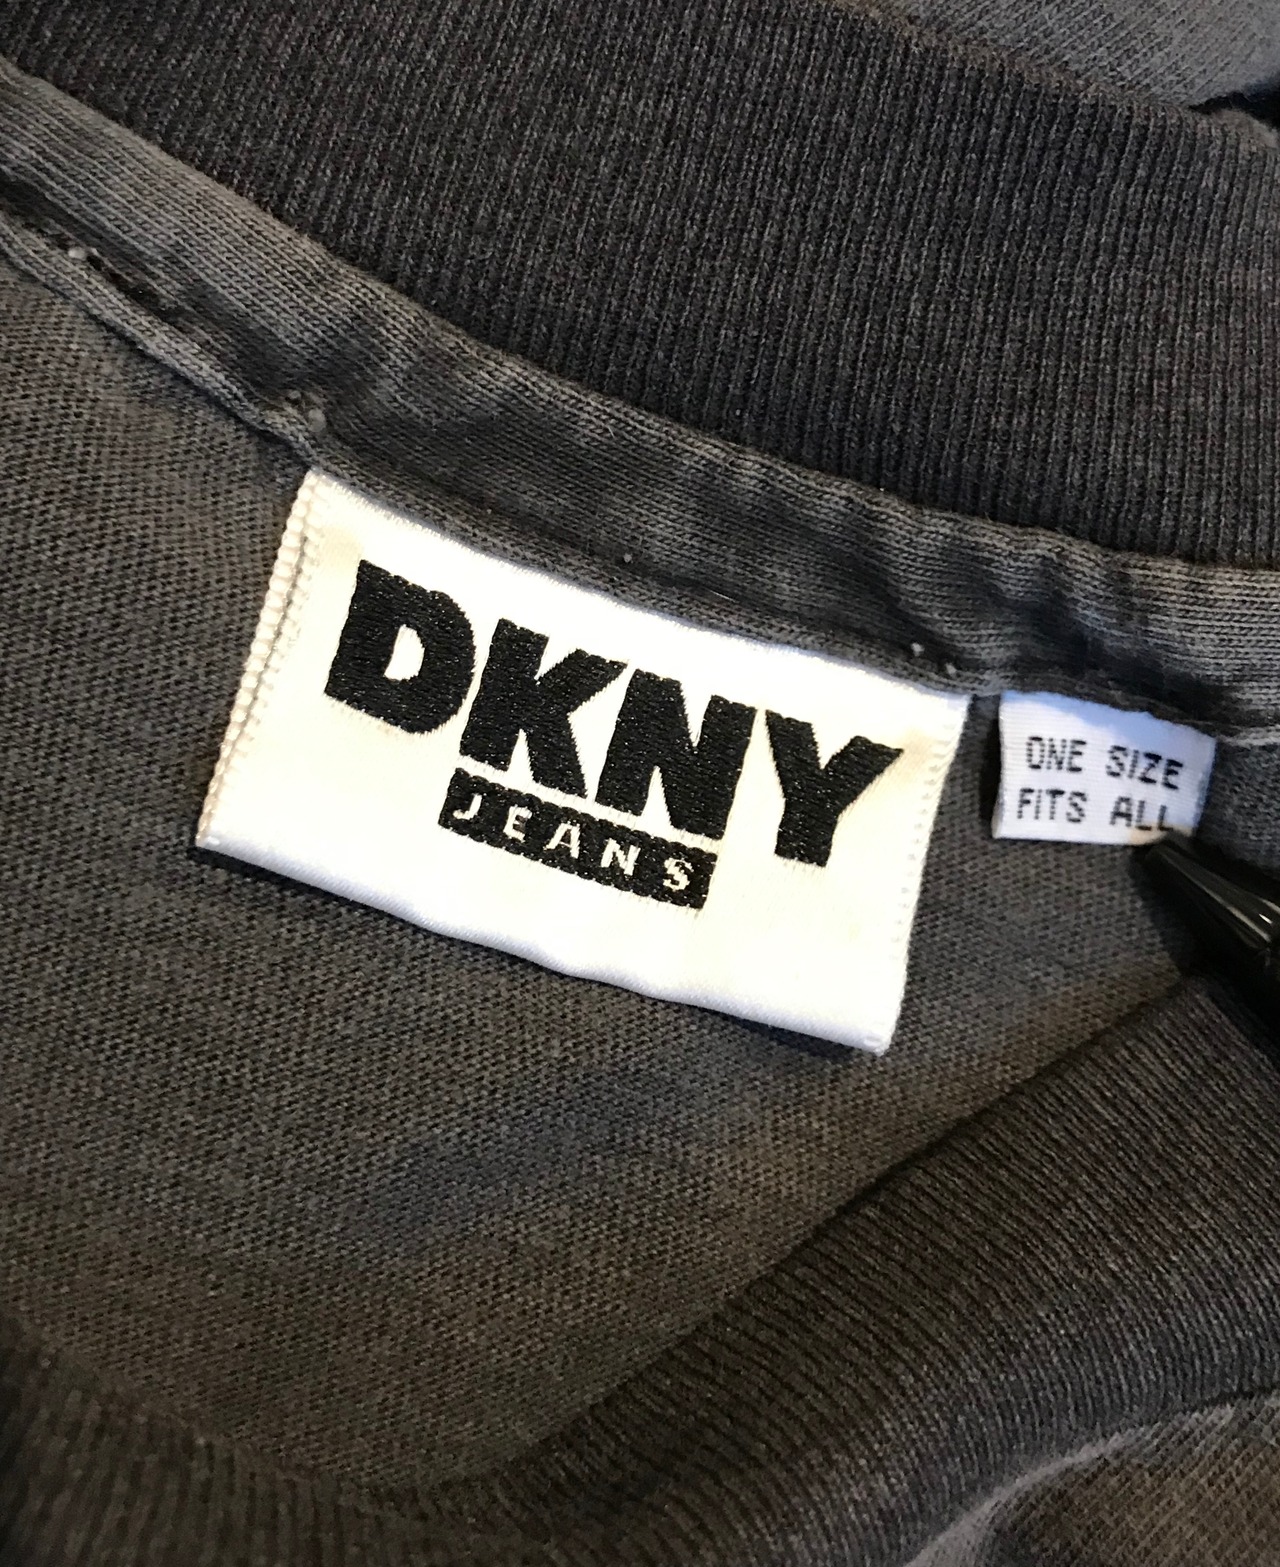 DKNY
JEANS
ONE SIZE
FITS ALL